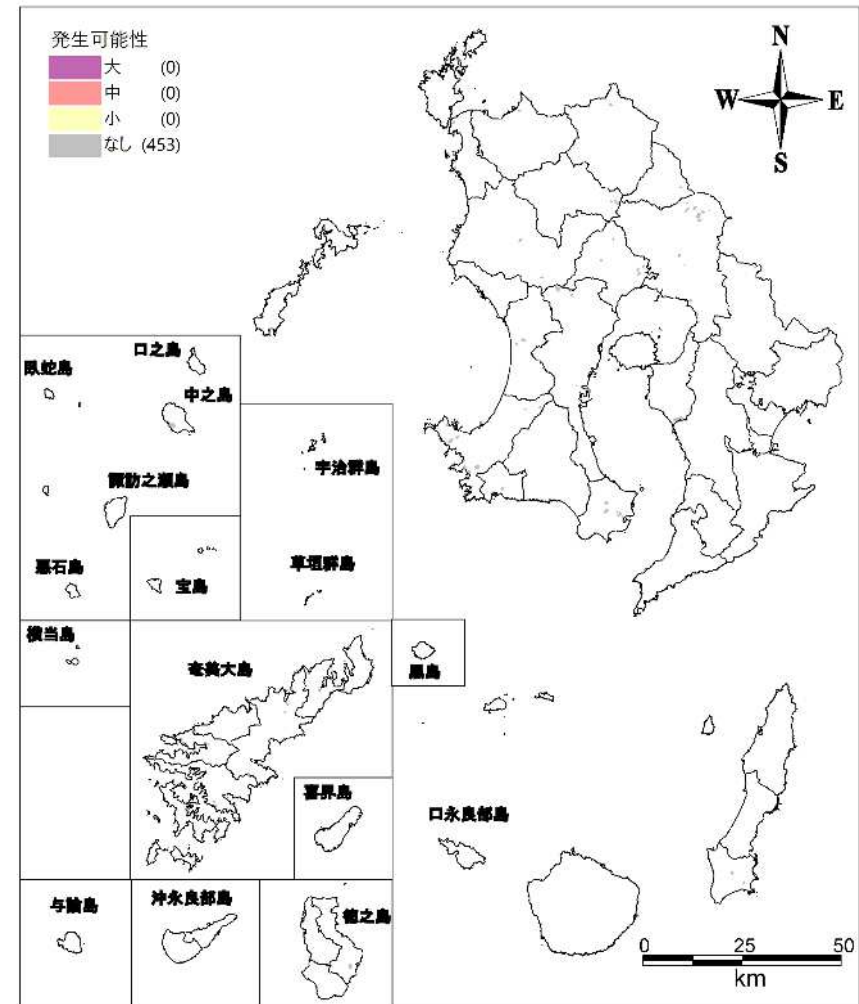 発生可能性
大 (0)
中 (0)
小 (0)
なし (453)
N
W E
S
口之島
臥蛇島
中之島
宇治群島
諏訪之瀬島
草垣群島
悪石島
宝島
横当島
奄美大島
黒島
喜界島
口永良部島
与論島
沖永良部島
徳之島
0 25 50
km